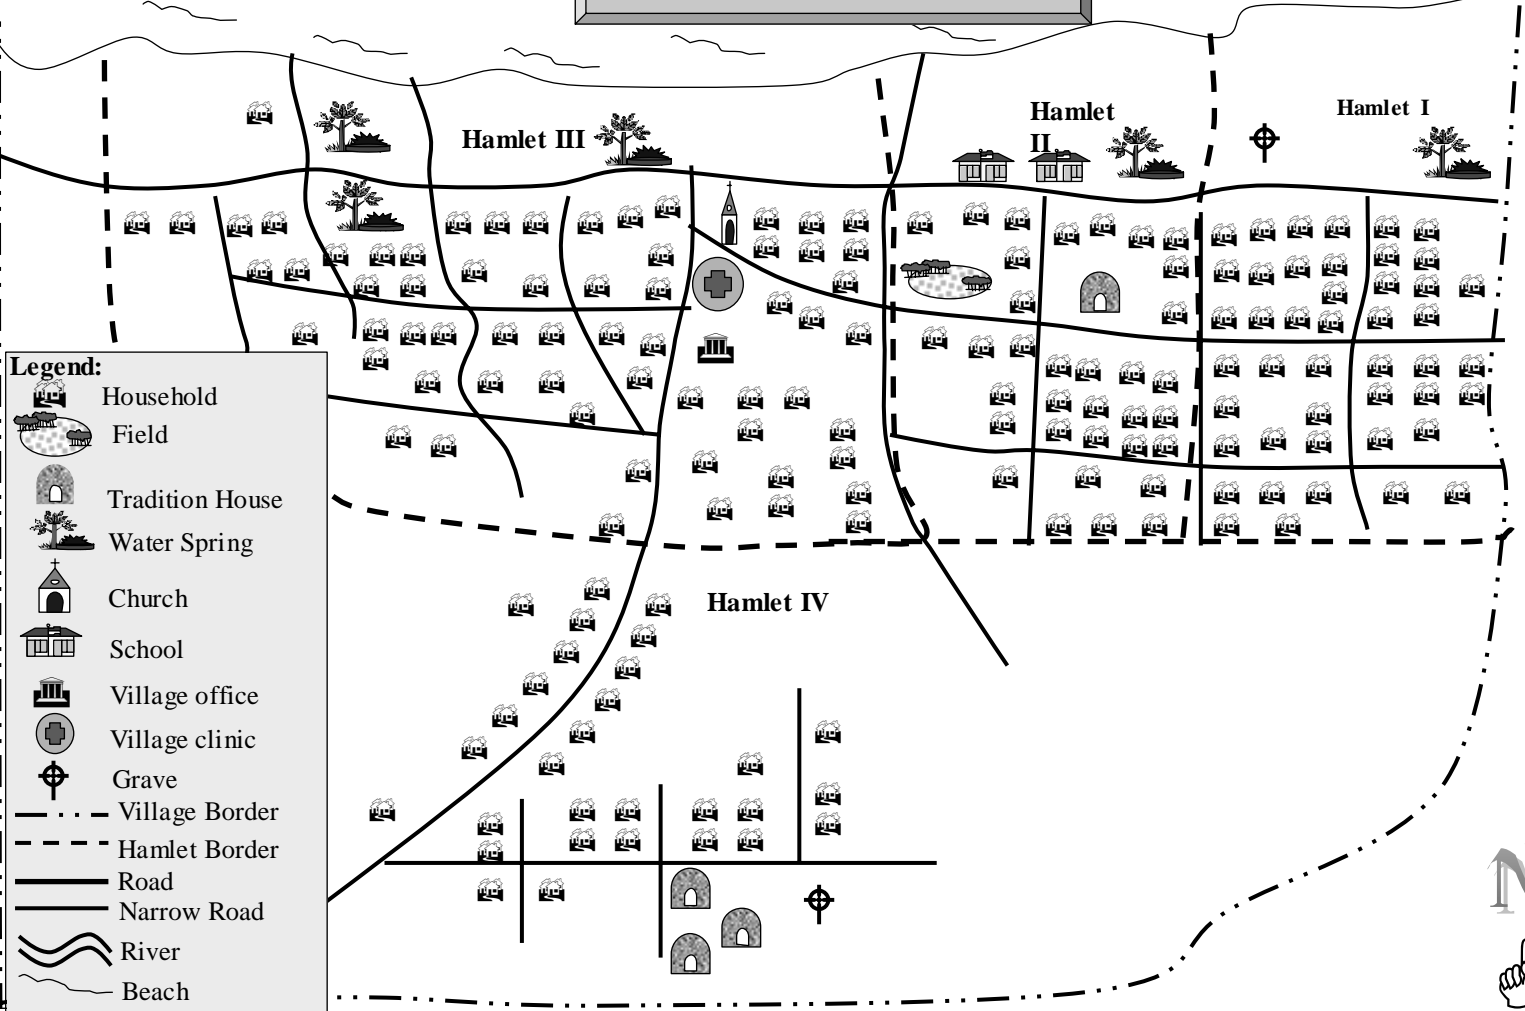 Hamlet I
Hamlet
II
Hamlet III
Legend:
Household
Field
Tradition House
Water Spring
Church
School
Village office
Village clinic
Grave
Village Border
Hamlet Border
Road
Narrow Road
River
Beach
Hamlet IV
N